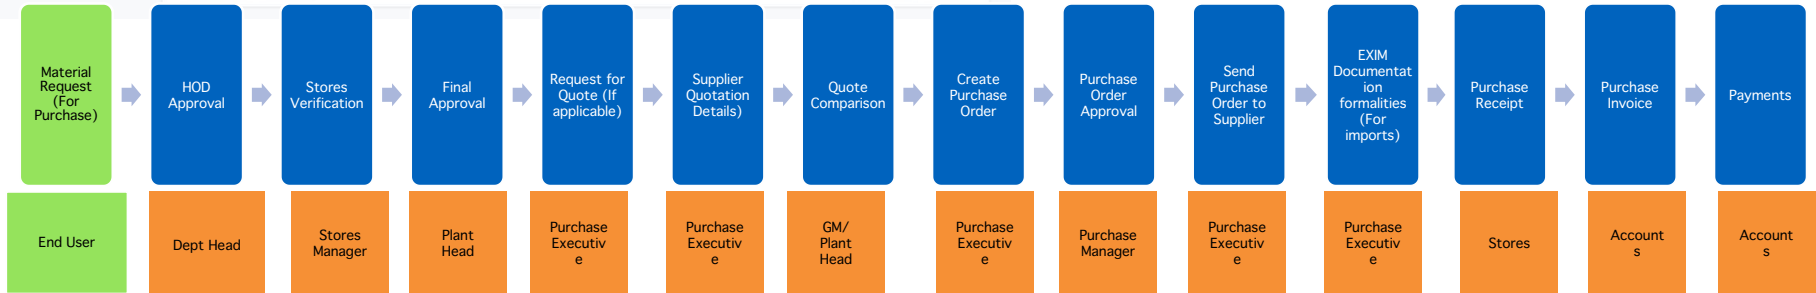 Material
Request
(For
Purchase)
HOD
Approval
Stores
Verification
Final
Approval
Request for
Quote (If
applicable)
Supplier
Quotation
Details)
Quote
Comparison
Create
Purchase
Order
Purchase
Order
Approval
Send
Purchase
Order to
Supplier
EXIM
Documentat
ion
formalities
(For
imports)
Purchase
Receipt
Purchase
Invoice
Payments
End User
Dept Head
Stores
Manager
Plant
Head
Purchase
Executiv
e
Purchase
Executiv
e
GM/
Plant
Head
Purchase
Executiv
e
Purchase
Manager
Purchase
Executiv
e
Purchase
Executiv
e
Stores
Account
s
Account
s